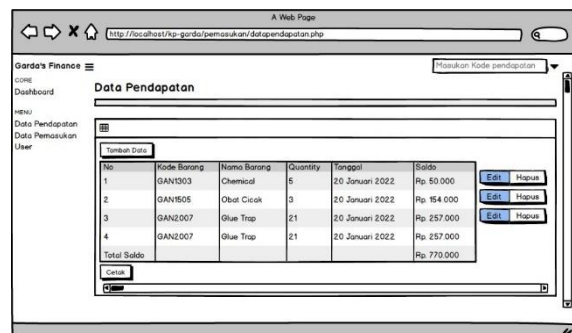 A Web Page
http://localhost/kp-garda/pemasukan/datapendapatan.php
Garda's Finance
Masukan Kode pendapatan
CORE
Dashboard
Data Pendapatan
MENU
Data Pendapatan
Data Pemasukan
User
Tambah Data
No Kode Barang Nama Barang Quantity Tanggal Saldo
1 GAN1303 Chemical 5 20 Januari 2022 Rp. 50.000 Edit Hapus
2 GAN1505 Obat Cicak 3 20 Januari 2022 Rp. 154.000 Edit Hapus
3 GAN2007 Glue Trap 21 20 Januari 2022 Rp. 257.000 Edit Hapus
4 GAN2007 Glue Trap 21 20 Januari 2022 Rp. 257.000
Total Saldo Rp. 770.000
Cetak